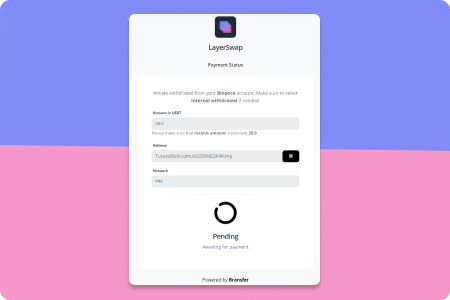 LayerSwap
Payment Status
Initiate withdrawal from your Binance account. Make sure to select
Internal withdrawal if needed.
Amount in USDT
20.0
Please make sure that receive amount is precisely 20.0
Address
Network
TRX
Pending
Awaiting for payment
Powered by Bransfer